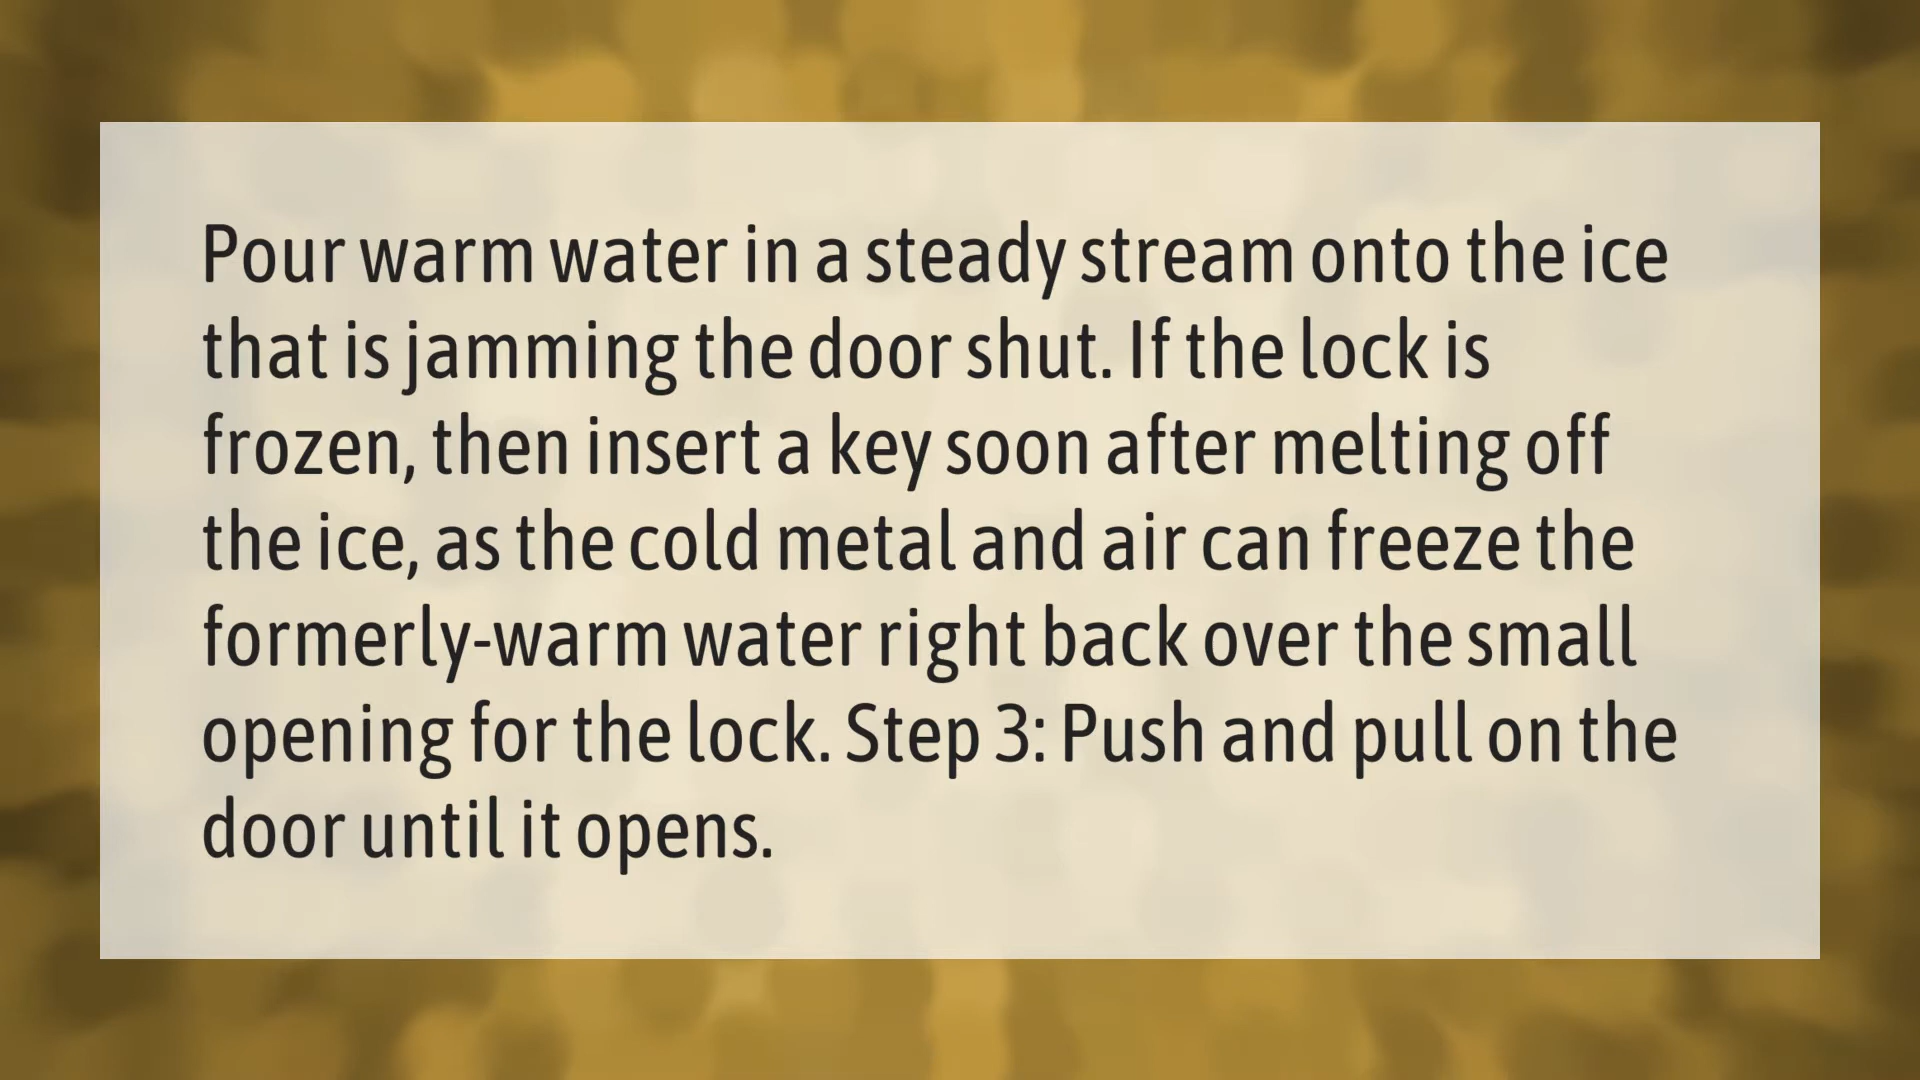 Pour warm water in a steady stream onto the ice
that is jamming the door shut. If the lock is
frozen, then insert a key soon after melting off
the ice, as the cold metal and air can freeze the
formerly-warm water right back over the small
opening for the lock. Step 3: Push and pull on the
door until it opens.